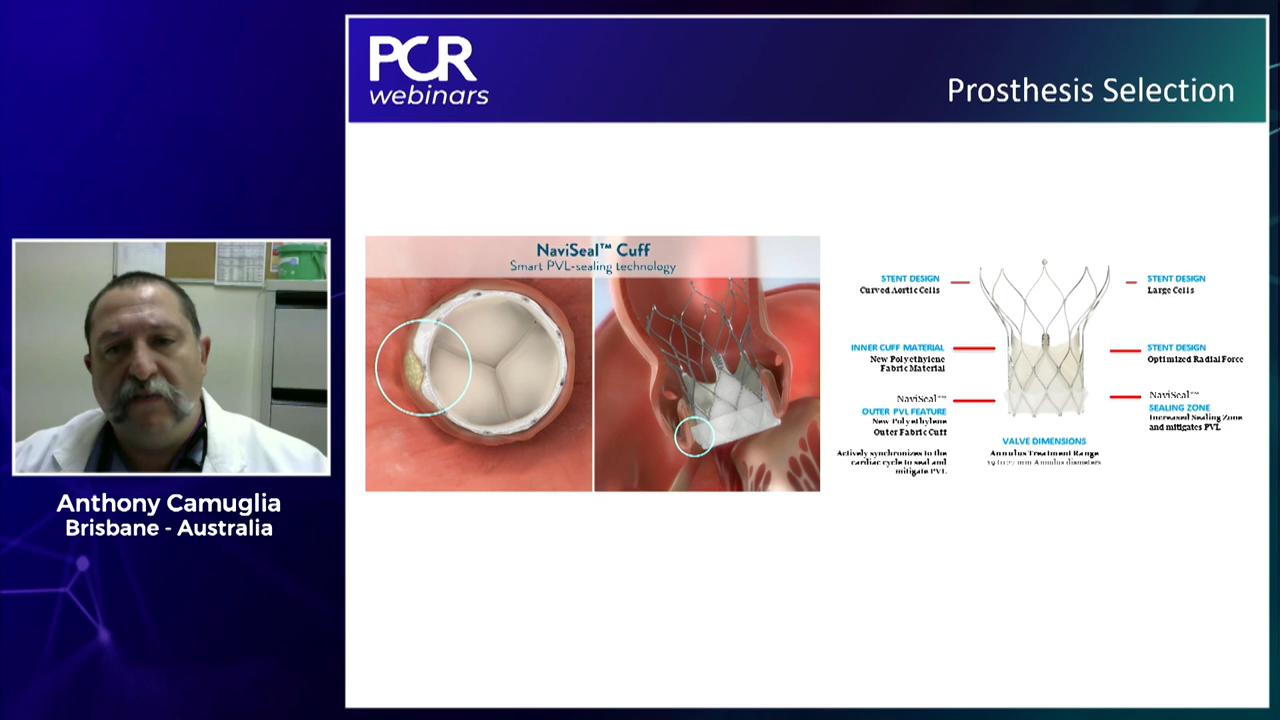 PCR
webinars
Prosthesis Selection
Anthony Camuglia
Brisbane - Australia
NaviSeal™ Cuff
Smart PVL-sealing technology
STENT DESIGN
Curved Aortic Cells
INNER CUFF MATERIAL
New Polyethylene
Fabric Material
NaviSeal™
OUTER PVL FEATURE
New Polyethylene
Outer Fabric Cuff
Actively synchronizes to the
cardiac cycle to seal and
mitigate PVL
STENT DESIGN
Large Cells
STENT DESIGN
Optimized Radial Force
NaviSeal™
SEALING ZONE
Increased Sealing Zone
and mitigates PVL
VALVE DIMENSIONS
Annulus Treatment Range
mm Annulus diameters